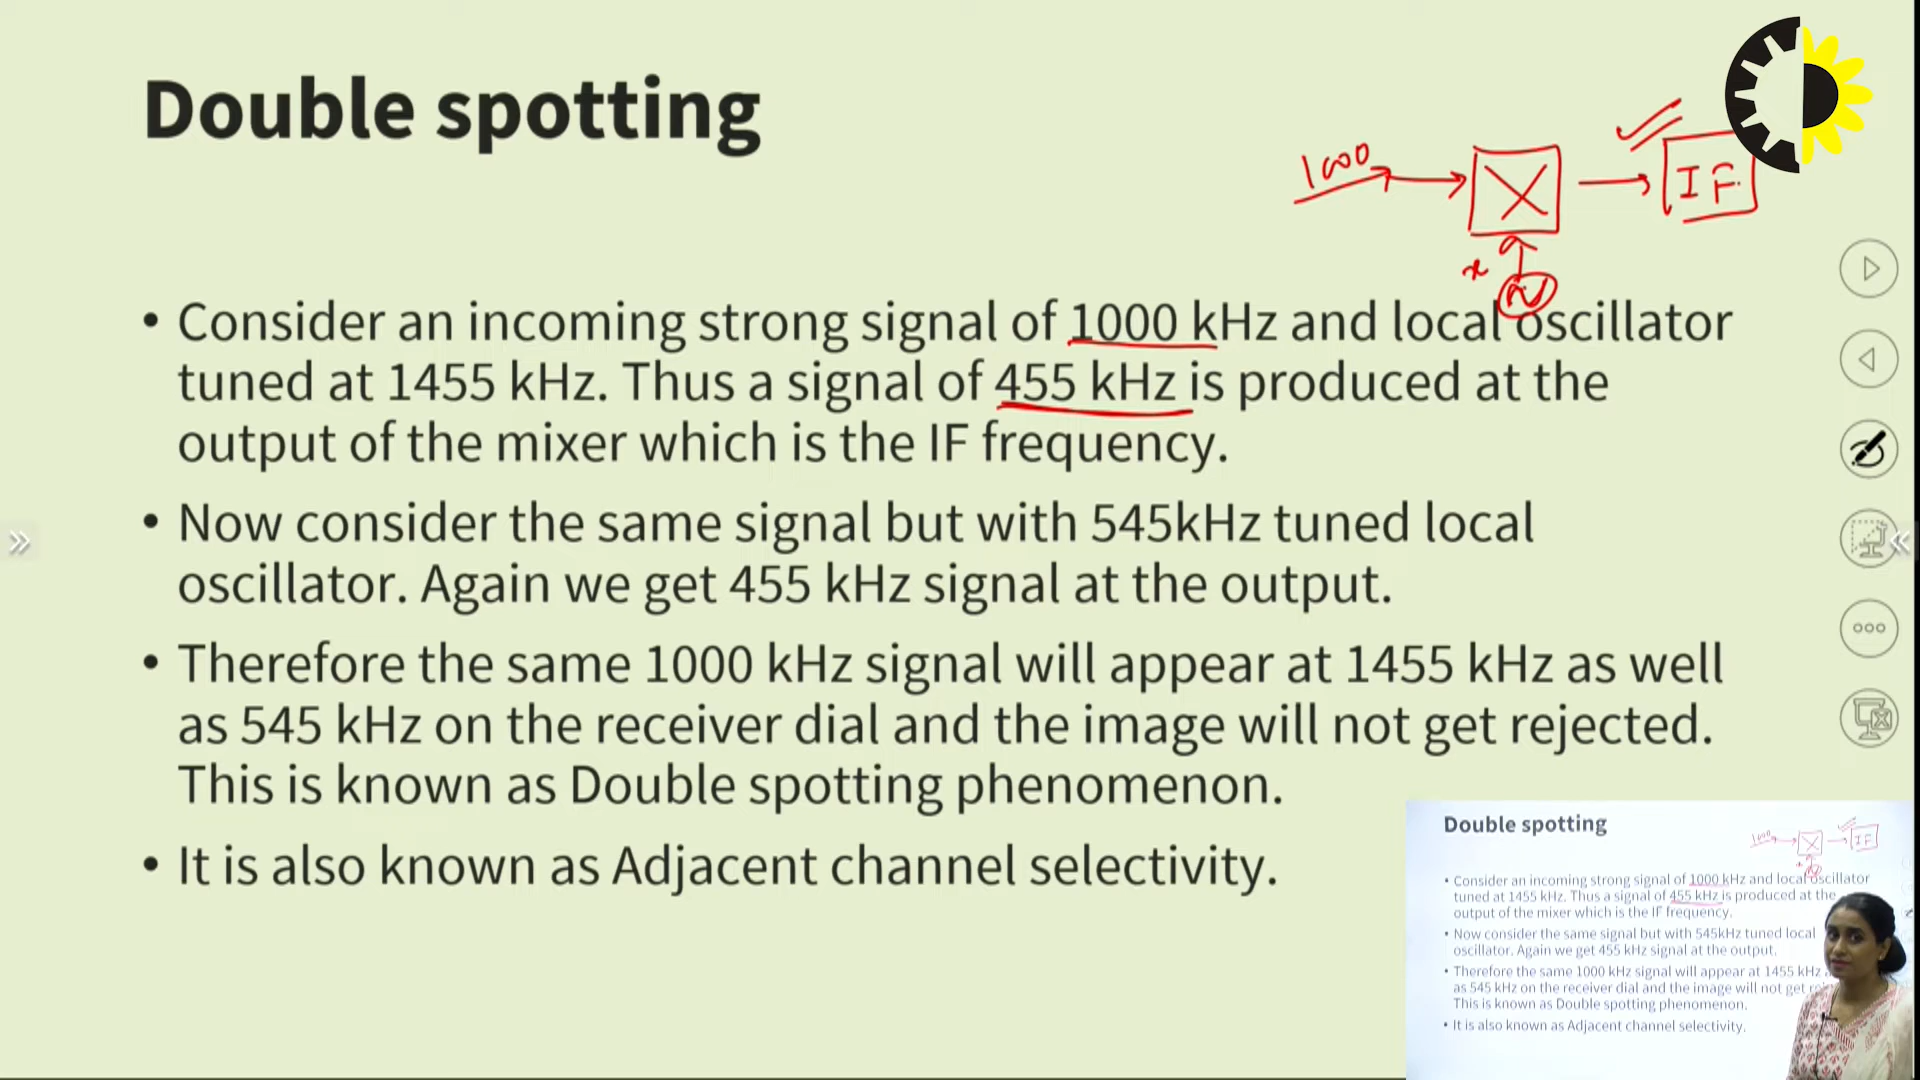 Double spotting
1000
X
IF
x
• Consider an incoming strong signal of 1000 kHz and local oscillator
tuned at 1455 kHz. Thus a signal of 455 kHz is produced at the
output of the mixer which is the IF frequency.
• Now consider the same signal but with 545kHz tuned local
oscillator. Again we get 455 kHz signal at the output.
• Therefore the same 1000 kHz signal will appear at 1455 kHz as well
as 545 kHz on the receiver dial and the image will not get rejected.
This is known as Double spotting phenomenon.
• It is also known as Adjacent channel selectivity.
Double spotting
1000
X
IF
• Consider an incoming strong signal of 1000 kHz and local oscillator
tuned at 1455 kHz. Thus a signal of 455 kHz is produced at the
output of the mixer which is the IF frequency.
• Now consider the same signal but with 545kHz tuned local
oscillator. Again we get 455 kHz signal at the output.
• Therefore the same 1000 kHz signal will appear at 1455 kHz
as 545 kHz on the receiver dial and the image will not get
This is known as Double spotting phenomenon.
• It is also known as Adjacent channel selectivity.